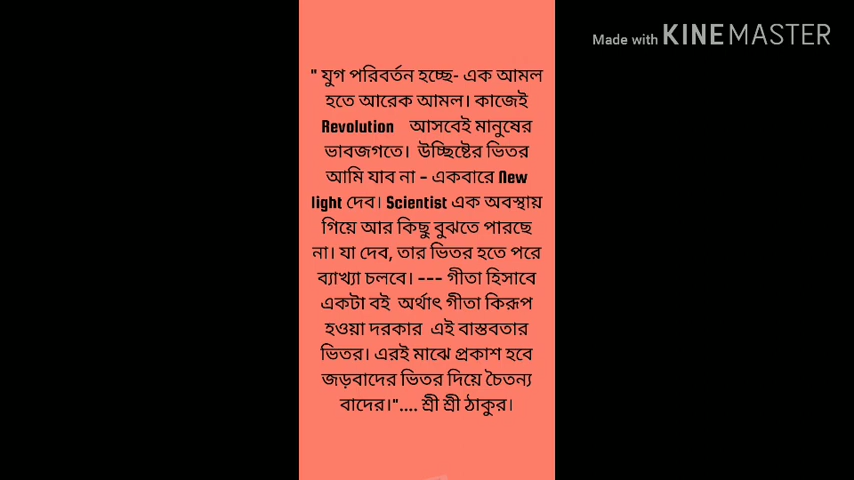 Made with KINEMASTER
" যুগ পরিবর্তন হচ্ছে- এক আমল
হতে আরেক আমল। কাজেই
Revolution আসবেই মানুষের
ভাবজগতে। উচ্ছিষ্টের ভিতর
আমি যাব না - একবারে New
light দেব। Scientist এক অবস্থায়
গিয়ে আর কিছু বুঝতে পারছে
না। যা দেব, তার ভিতর হতে পরে
ব্যাখ্যা চলবে। --- গীতা হিসাবে
একটা বই অর্থাৎ গীতা কিরূপ
হওয়া দরকার এই বাস্তবতার
ভিতর। এরই মাঝে প্রকাশ হবে
জড়বাদের ভিতর দিয়ে চৈতন্য
বাদের।".... শ্রী শ্রী ঠাকুর।